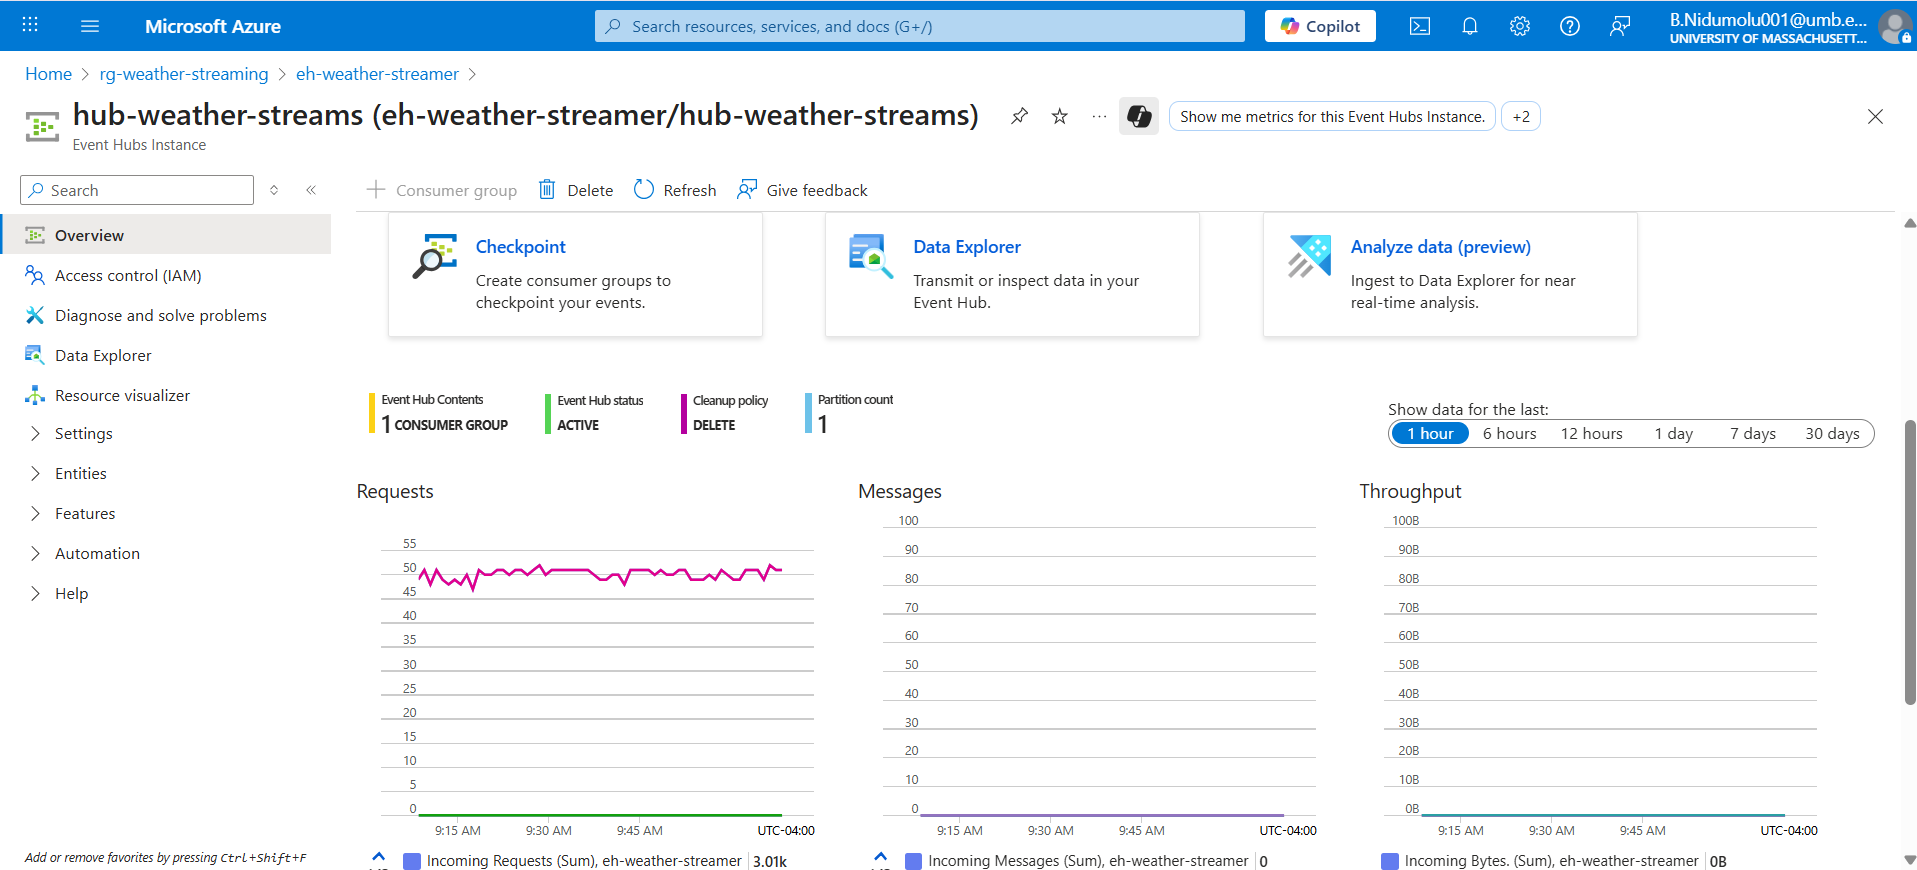 Microsoft Azure
Search resources, services, and docs (G+/)
Copilot
B.Nidumolu001@umb.e...
UNIVERSITY OF MASSACHUSETT...
Home > rg-weather-streaming > eh-weather-streamer >
hub-weather-streams (eh-weather-streamer/hub-weather-streams)
Event Hubs Instance
Show me metrics for this Event Hubs Instance.
+2
Search
Consumer group
Delete
Refresh
Give feedback
Overview
Access control (IAM)
Diagnose and solve problems
Data Explorer
Resource visualizer
Settings
Entities
Features
Automation
Help
Add or remove favorites by pressing Ctrl+Shift+F
Checkpoint
Create consumer groups to
checkpoint your events.
Data Explorer
Transmit or inspect data in your
Event Hub.
Analyze data (preview)
Ingest to Data Explorer for near
real-time analysis.
Event Hub Contents
1 CONSUMER GROUP
Event Hub status
ACTIVE
Cleanup policy
DELETE
Partition count
1
Show data for the last:
1 hour
6 hours
12 hours
1 day
7 days
30 days
Requests
55
50
45
40
35
30
25
20
15
10
5
0
9:15 AM
9:30 AM
9:45 AM
UTC-04:00
Incoming Requests (Sum), eh-weather-streamer
3.01k
Messages
100
90
80
70
60
50
40
30
20
10
0
9:15 AM
9:30 AM
9:45 AM
UTC-04:00
Incoming Messages (Sum), eh-weather-streamer
0
Throughput
100B
90B
80B
70B
60B
50B
40B
30B
20B
10B
0B
9:15 AM
9:30 AM
9:45 AM
UTC-04:00
Incoming Bytes. (Sum), eh-weather-streamer
0B